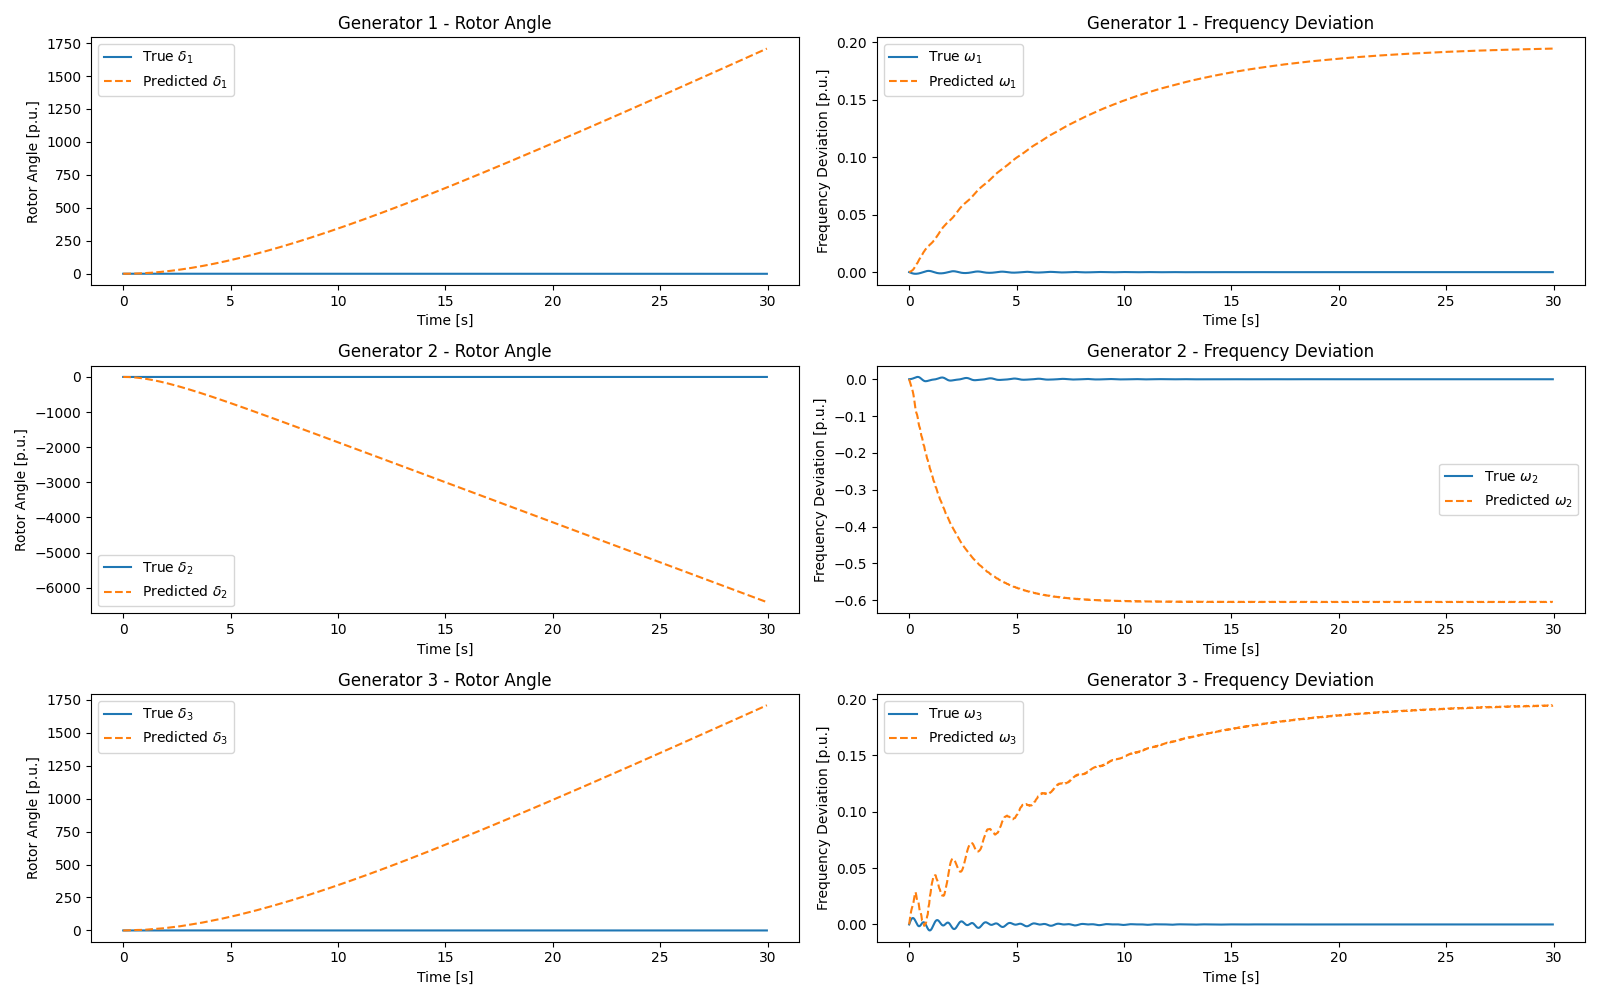 Generator 1 - Rotor Angle
Rotor Angle [p.u.]
1750
1500
1250
1000
750
500
250
0
True δ₁
Predicted δ₁
0 5 10 15 20 25 30
Time [s]
Generator 1 - Frequency Deviation
Frequency Deviation [p.u.]
0.20
0.15
0.10
0.05
0.00
True ω₁
Predicted ω₁
0 5 10 15 20 25 30
Time [s]
Generator 2 - Rotor Angle
Rotor Angle [p.u.]
0
−1000
−2000
−3000
−4000
−5000
−6000
True δ₂
Predicted δ₂
0 5 10 15 20 25 30
Time [s]
Generator 2 - Frequency Deviation
Frequency Deviation [p.u.]
0.0
−0.1
−0.2
−0.3
−0.4
−0.5
−0.6
True ω₂
Predicted ω₂
0 5 10 15 20 25 30
Time [s]
Generator 3 - Rotor Angle
Rotor Angle [p.u.]
1750
1500
1250
1000
750
500
250
0
True δ₃
Predicted δ₃
0 5 10 15 20 25 30
Time [s]
Generator 3 - Frequency Deviation
Frequency Deviation [p.u.]
0.20
0.15
0.10
0.05
0.00
True ω₃
Predicted ω₃
0 5 10 15 20 25 30
Time [s]